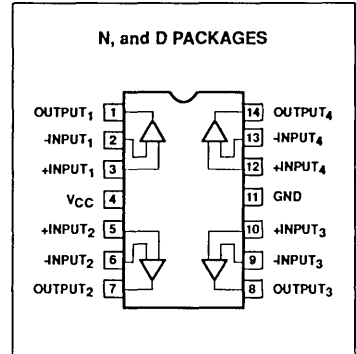 N, and D PACKAGES
OUTPUT1 1 14 OUTPUT4
-INPUT1 2 13 -INPUT4
+INPUT1 3 12 +INPUT4
VCC 4 11 GND
+INPUT2 5 10 +INPUT3
-INPUT2 6 9 -INPUT3
OUTPUT2 7 8 OUTPUT3